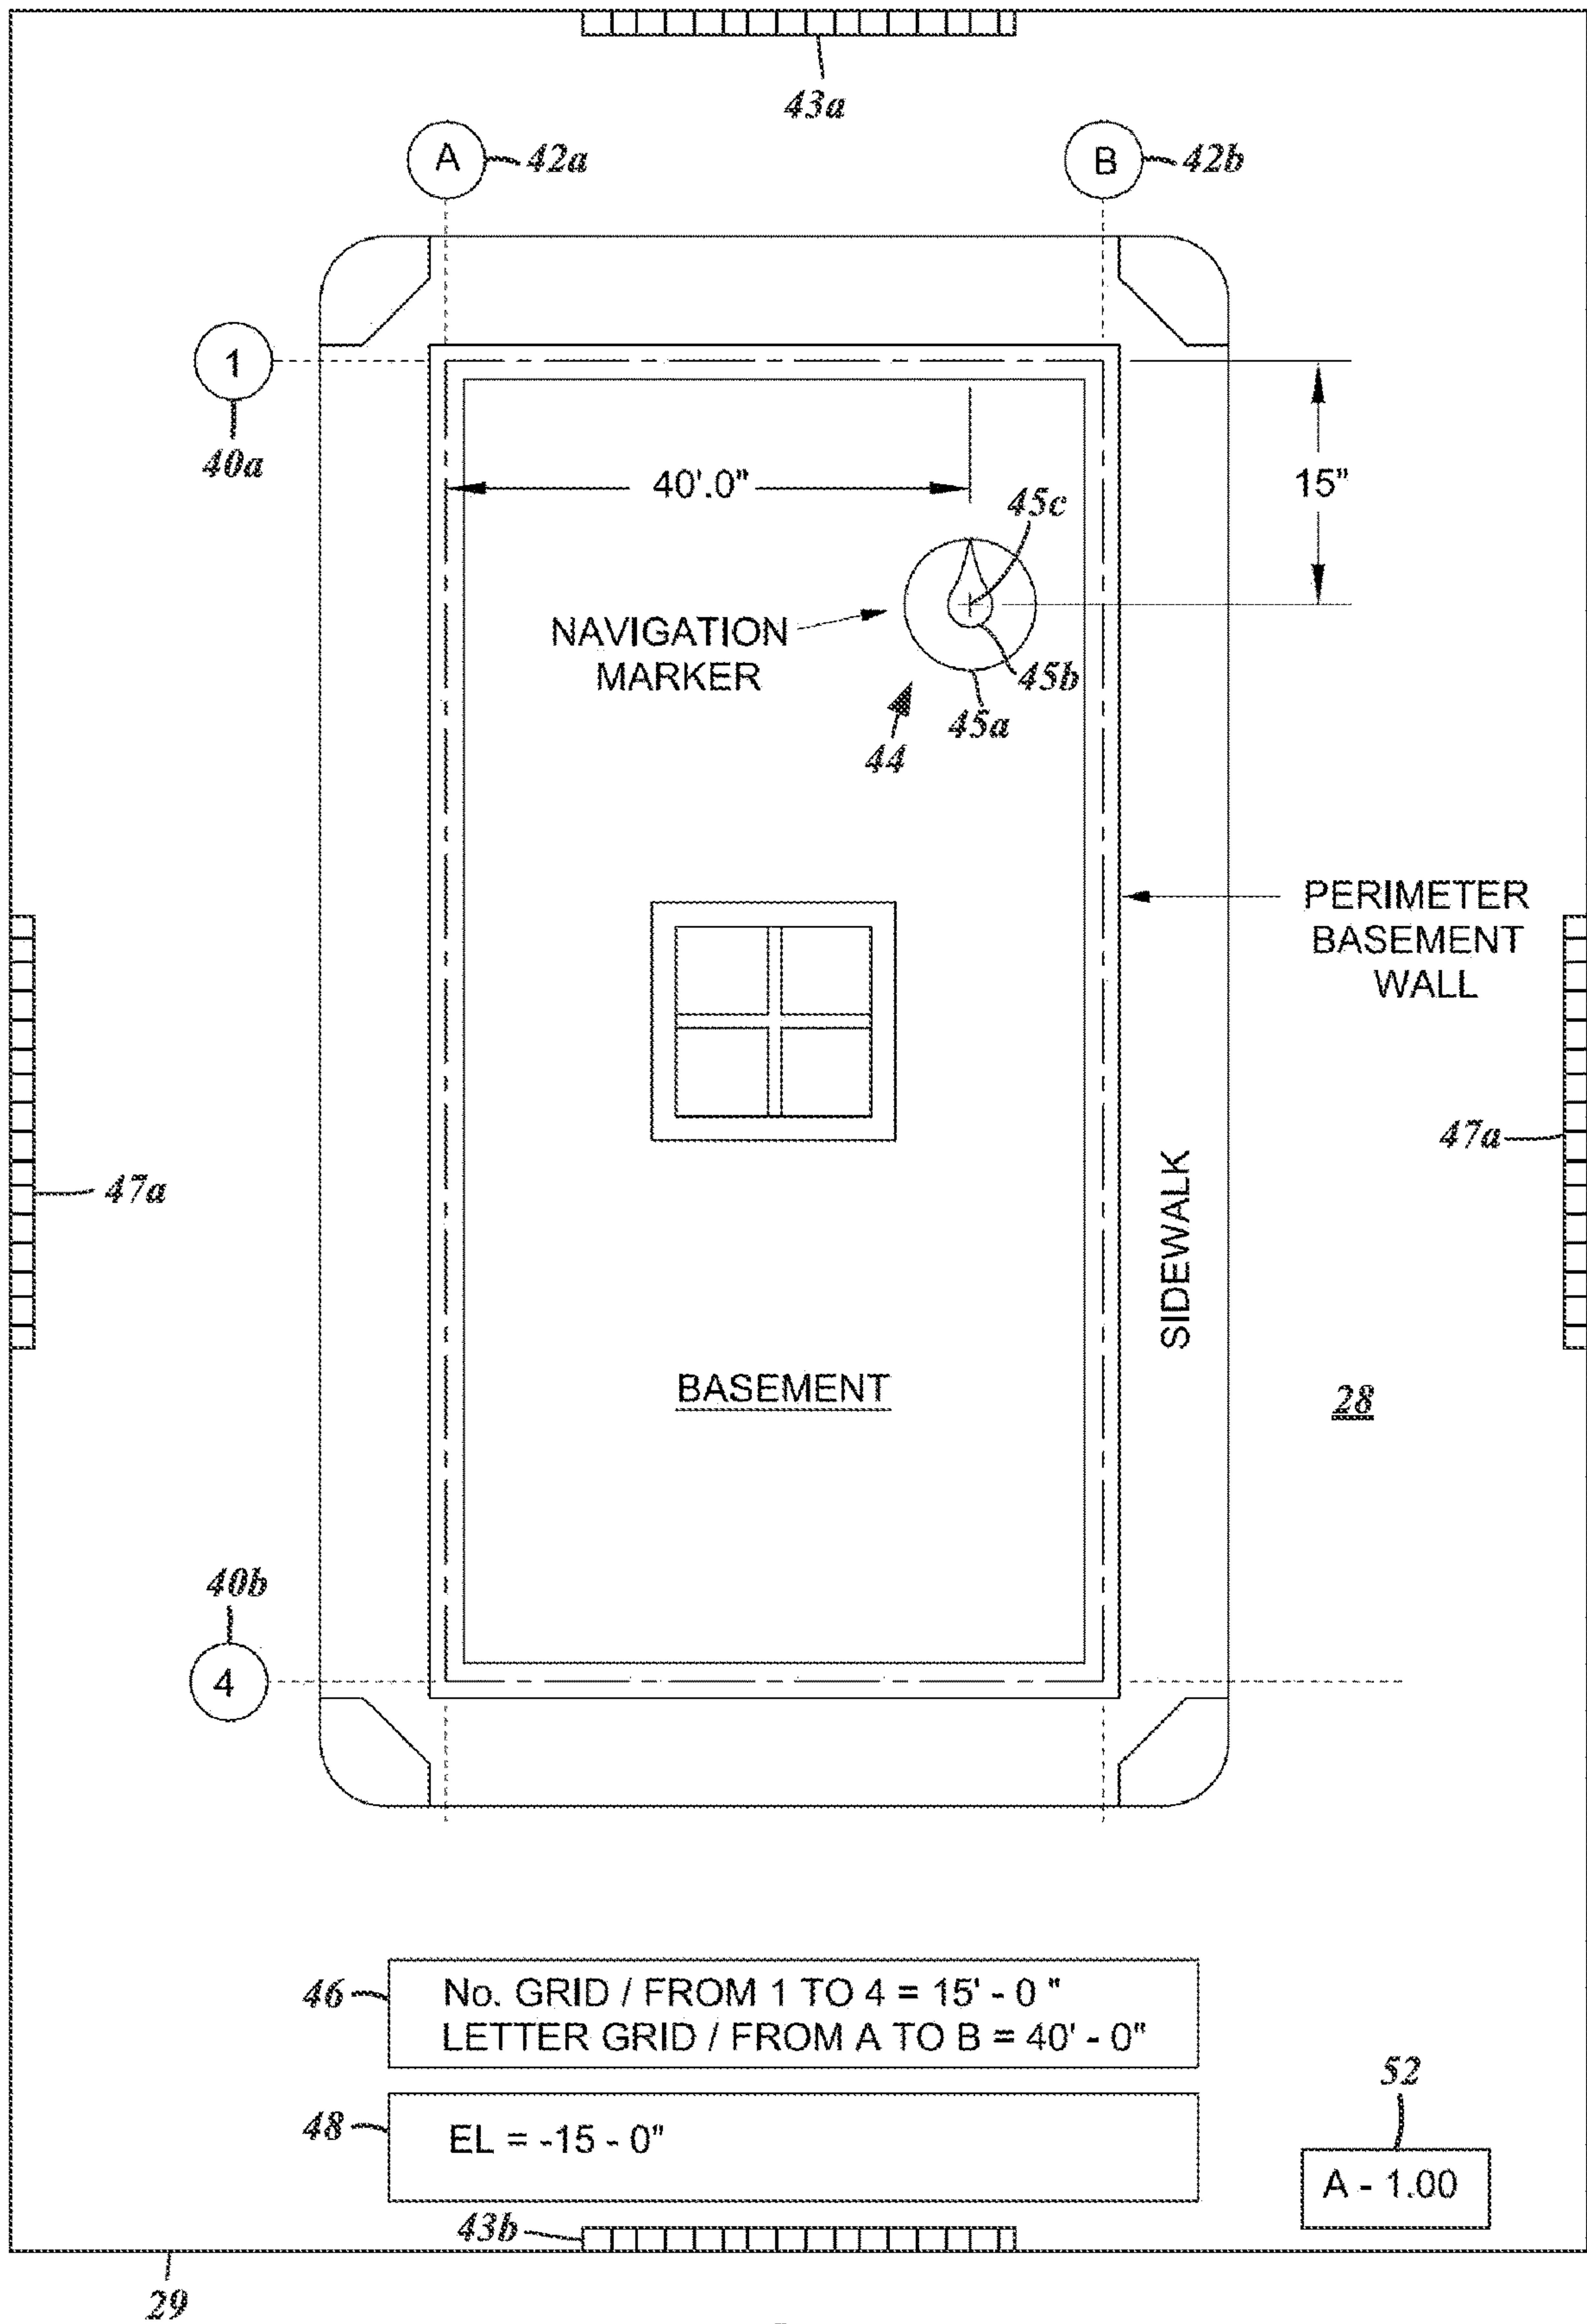 43a
A
42a
B
42b
1
40a
40'.0"
45c
15"
NAVIGATION
MARKER
45b
45a
44
PERIMETER
BASEMENT
WALL
47a
47a
SIDEWALK
BASEMENT
28
40b
4
46
No. GRID / FROM 1 TO 4 = 15' - 0 "
LETTER GRID / FROM A TO B = 40' - 0"
52
48
EL = -15 - 0"
A - 1.00
43b
29